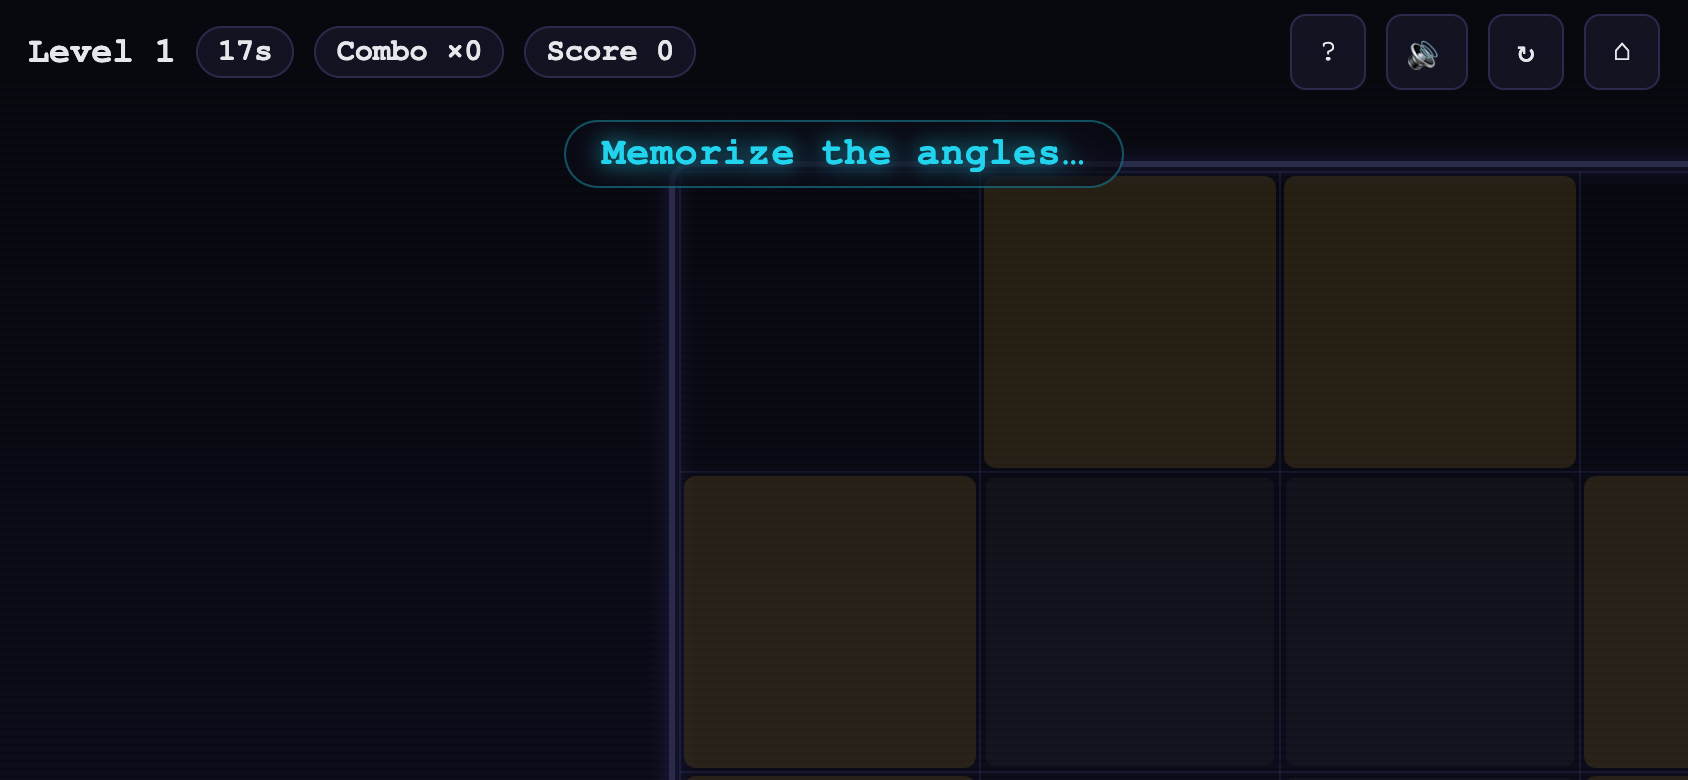 Level 1 17s Combo ×0 Score 0 ?
Memorize the angles…